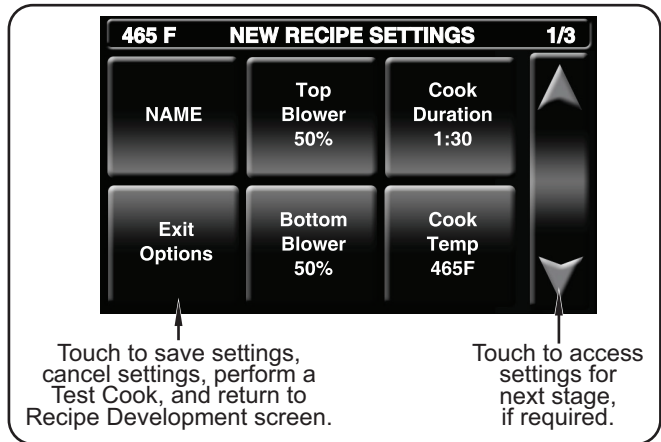 465 F NEW RECIPE SETTINGS 1/3
NAME
Top
Blower
50%
Cook
Duration
1:30
Exit
Options
Bottom
Blower
50%
Cook
Temp
465F
Touch to save settings,
cancel settings, perform a
Test Cook, and return to
Recipe Development screen.
Touch to access
settings for
next stage,
if required.